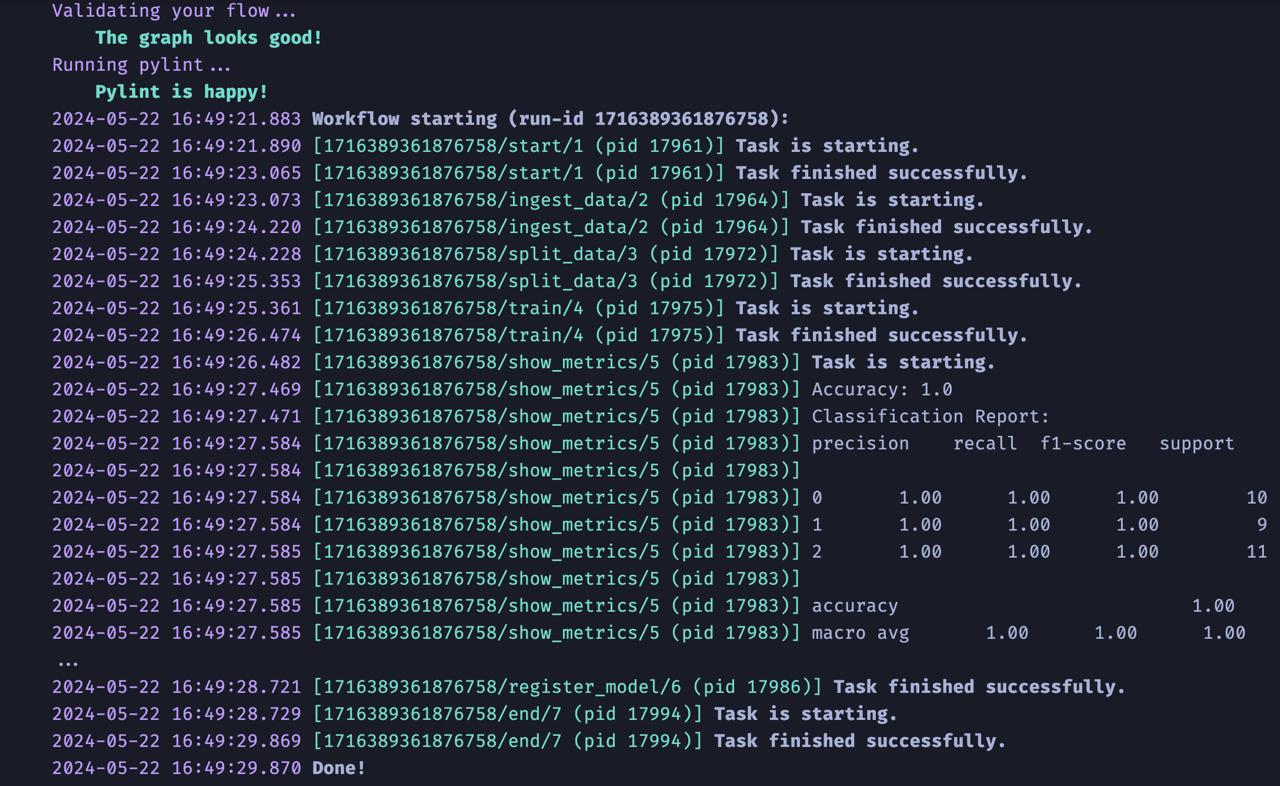 Validating your flow...
The graph looks good!
Running pylint...
Pylint is happy!
2024-05-22 16:49:21.883 Workflow starting (run-id 1716389361876758):
2024-05-22 16:49:21.890 [1716389361876758/start/1 (pid 17961)] Task is starting.
2024-05-22 16:49:23.065 [1716389361876758/start/1 (pid 17961)] Task finished successfully.
2024-05-22 16:49:23.073 [1716389361876758/ingest_data/2 (pid 17964)] Task is starting.
2024-05-22 16:49:24.220 [1716389361876758/ingest_data/2 (pid 17964)] Task finished successfully.
2024-05-22 16:49:24.228 [1716389361876758/split_data/3 (pid 17972)] Task is starting.
2024-05-22 16:49:25.353 [1716389361876758/split_data/3 (pid 17972)] Task finished successfully.
2024-05-22 16:49:25.361 [1716389361876758/train/4 (pid 17975)] Task is starting.
2024-05-22 16:49:26.474 [1716389361876758/train/4 (pid 17975)] Task finished successfully.
2024-05-22 16:49:26.482 [1716389361876758/show_metrics/5 (pid 17983)] Task is starting.
2024-05-22 16:49:27.469 [1716389361876758/show_metrics/5 (pid 17983)] Accuracy: 1.0
2024-05-22 16:49:27.471 [1716389361876758/show_metrics/5 (pid 17983)] Classification Report:
2024-05-22 16:49:27.584 [1716389361876758/show_metrics/5 (pid 17983)] precision    recall  f1-score   support
2024-05-22 16:49:27.584 [1716389361876758/show_metrics/5 (pid 17983)]
2024-05-22 16:49:27.584 [1716389361876758/show_metrics/5 (pid 17983)] 0       1.00      1.00      1.00        10
2024-05-22 16:49:27.584 [1716389361876758/show_metrics/5 (pid 17983)] 1       1.00      1.00      1.00         9
2024-05-22 16:49:27.585 [1716389361876758/show_metrics/5 (pid 17983)] 2       1.00      1.00      1.00        11
2024-05-22 16:49:27.585 [1716389361876758/show_metrics/5 (pid 17983)]
2024-05-22 16:49:27.585 [1716389361876758/show_metrics/5 (pid 17983)] accuracy                           1.00
2024-05-22 16:49:27.585 [1716389361876758/show_metrics/5 (pid 17983)] macro avg       1.00      1.00      1.00
...
2024-05-22 16:49:28.721 [1716389361876758/register_model/6 (pid 17986)] Task finished successfully.
2024-05-22 16:49:28.729 [1716389361876758/end/7 (pid 17994)] Task is starting.
2024-05-22 16:49:29.869 [1716389361876758/end/7 (pid 17994)] Task finished successfully.
2024-05-22 16:49:29.870 Done!